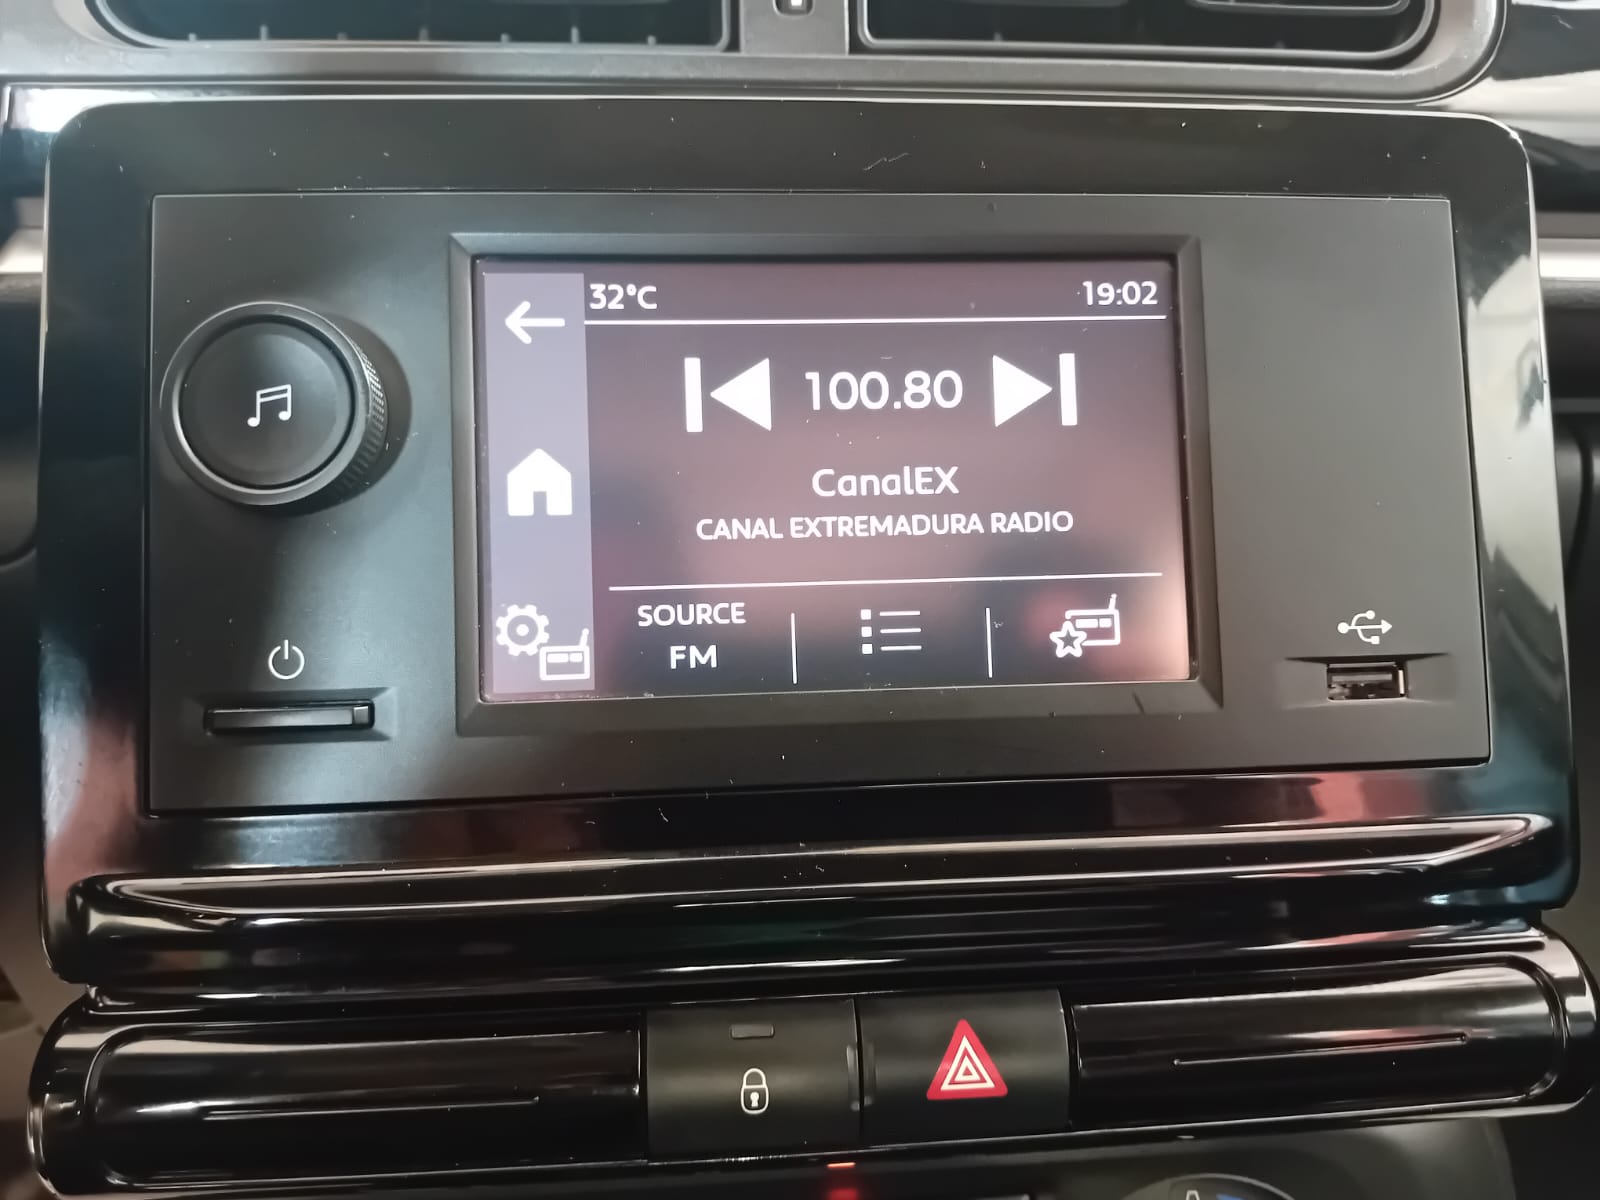 32°C
19:02
100.80
CanalEX
CANAL EXTREMADURA RADIO
SOURCE
FM